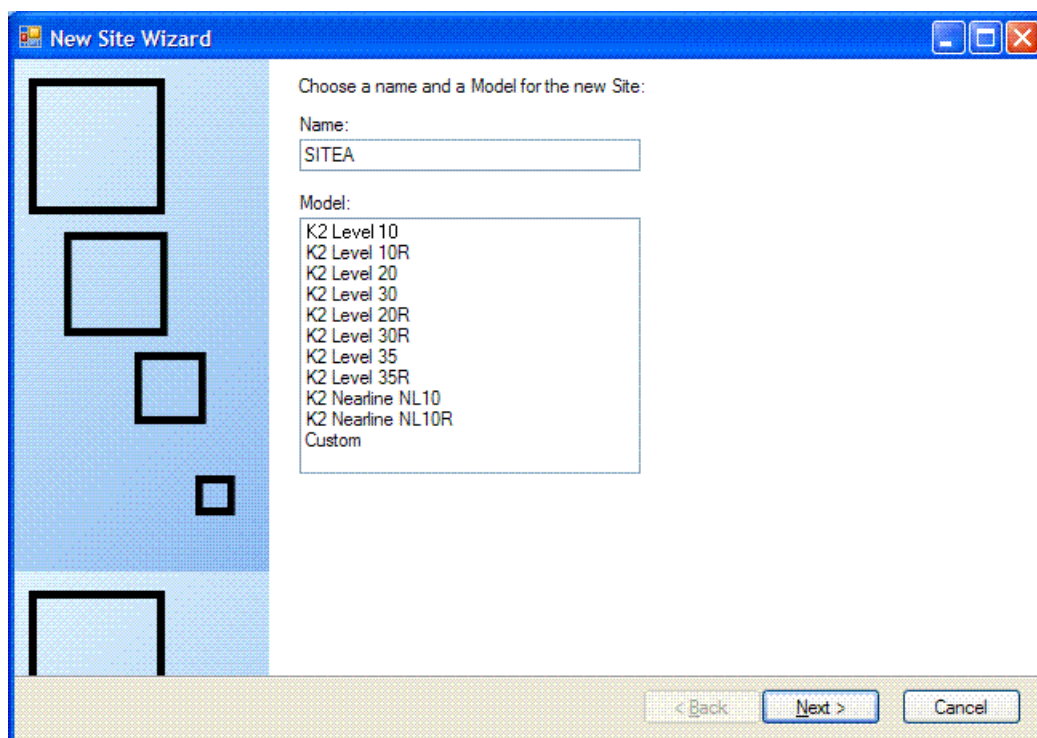 New Site Wizard
Choose a name and a Model for the new Site:
Name:
SITEA
Model:
K2 Level 10
K2 Level 10R
K2 Level 20
K2 Level 30
K2 Level 20R
K2 Level 30R
K2 Level 35
K2 Level 35R
K2 Nearline NL10
K2 Nearline NL10R
Custom
< Back
Next >
Cancel